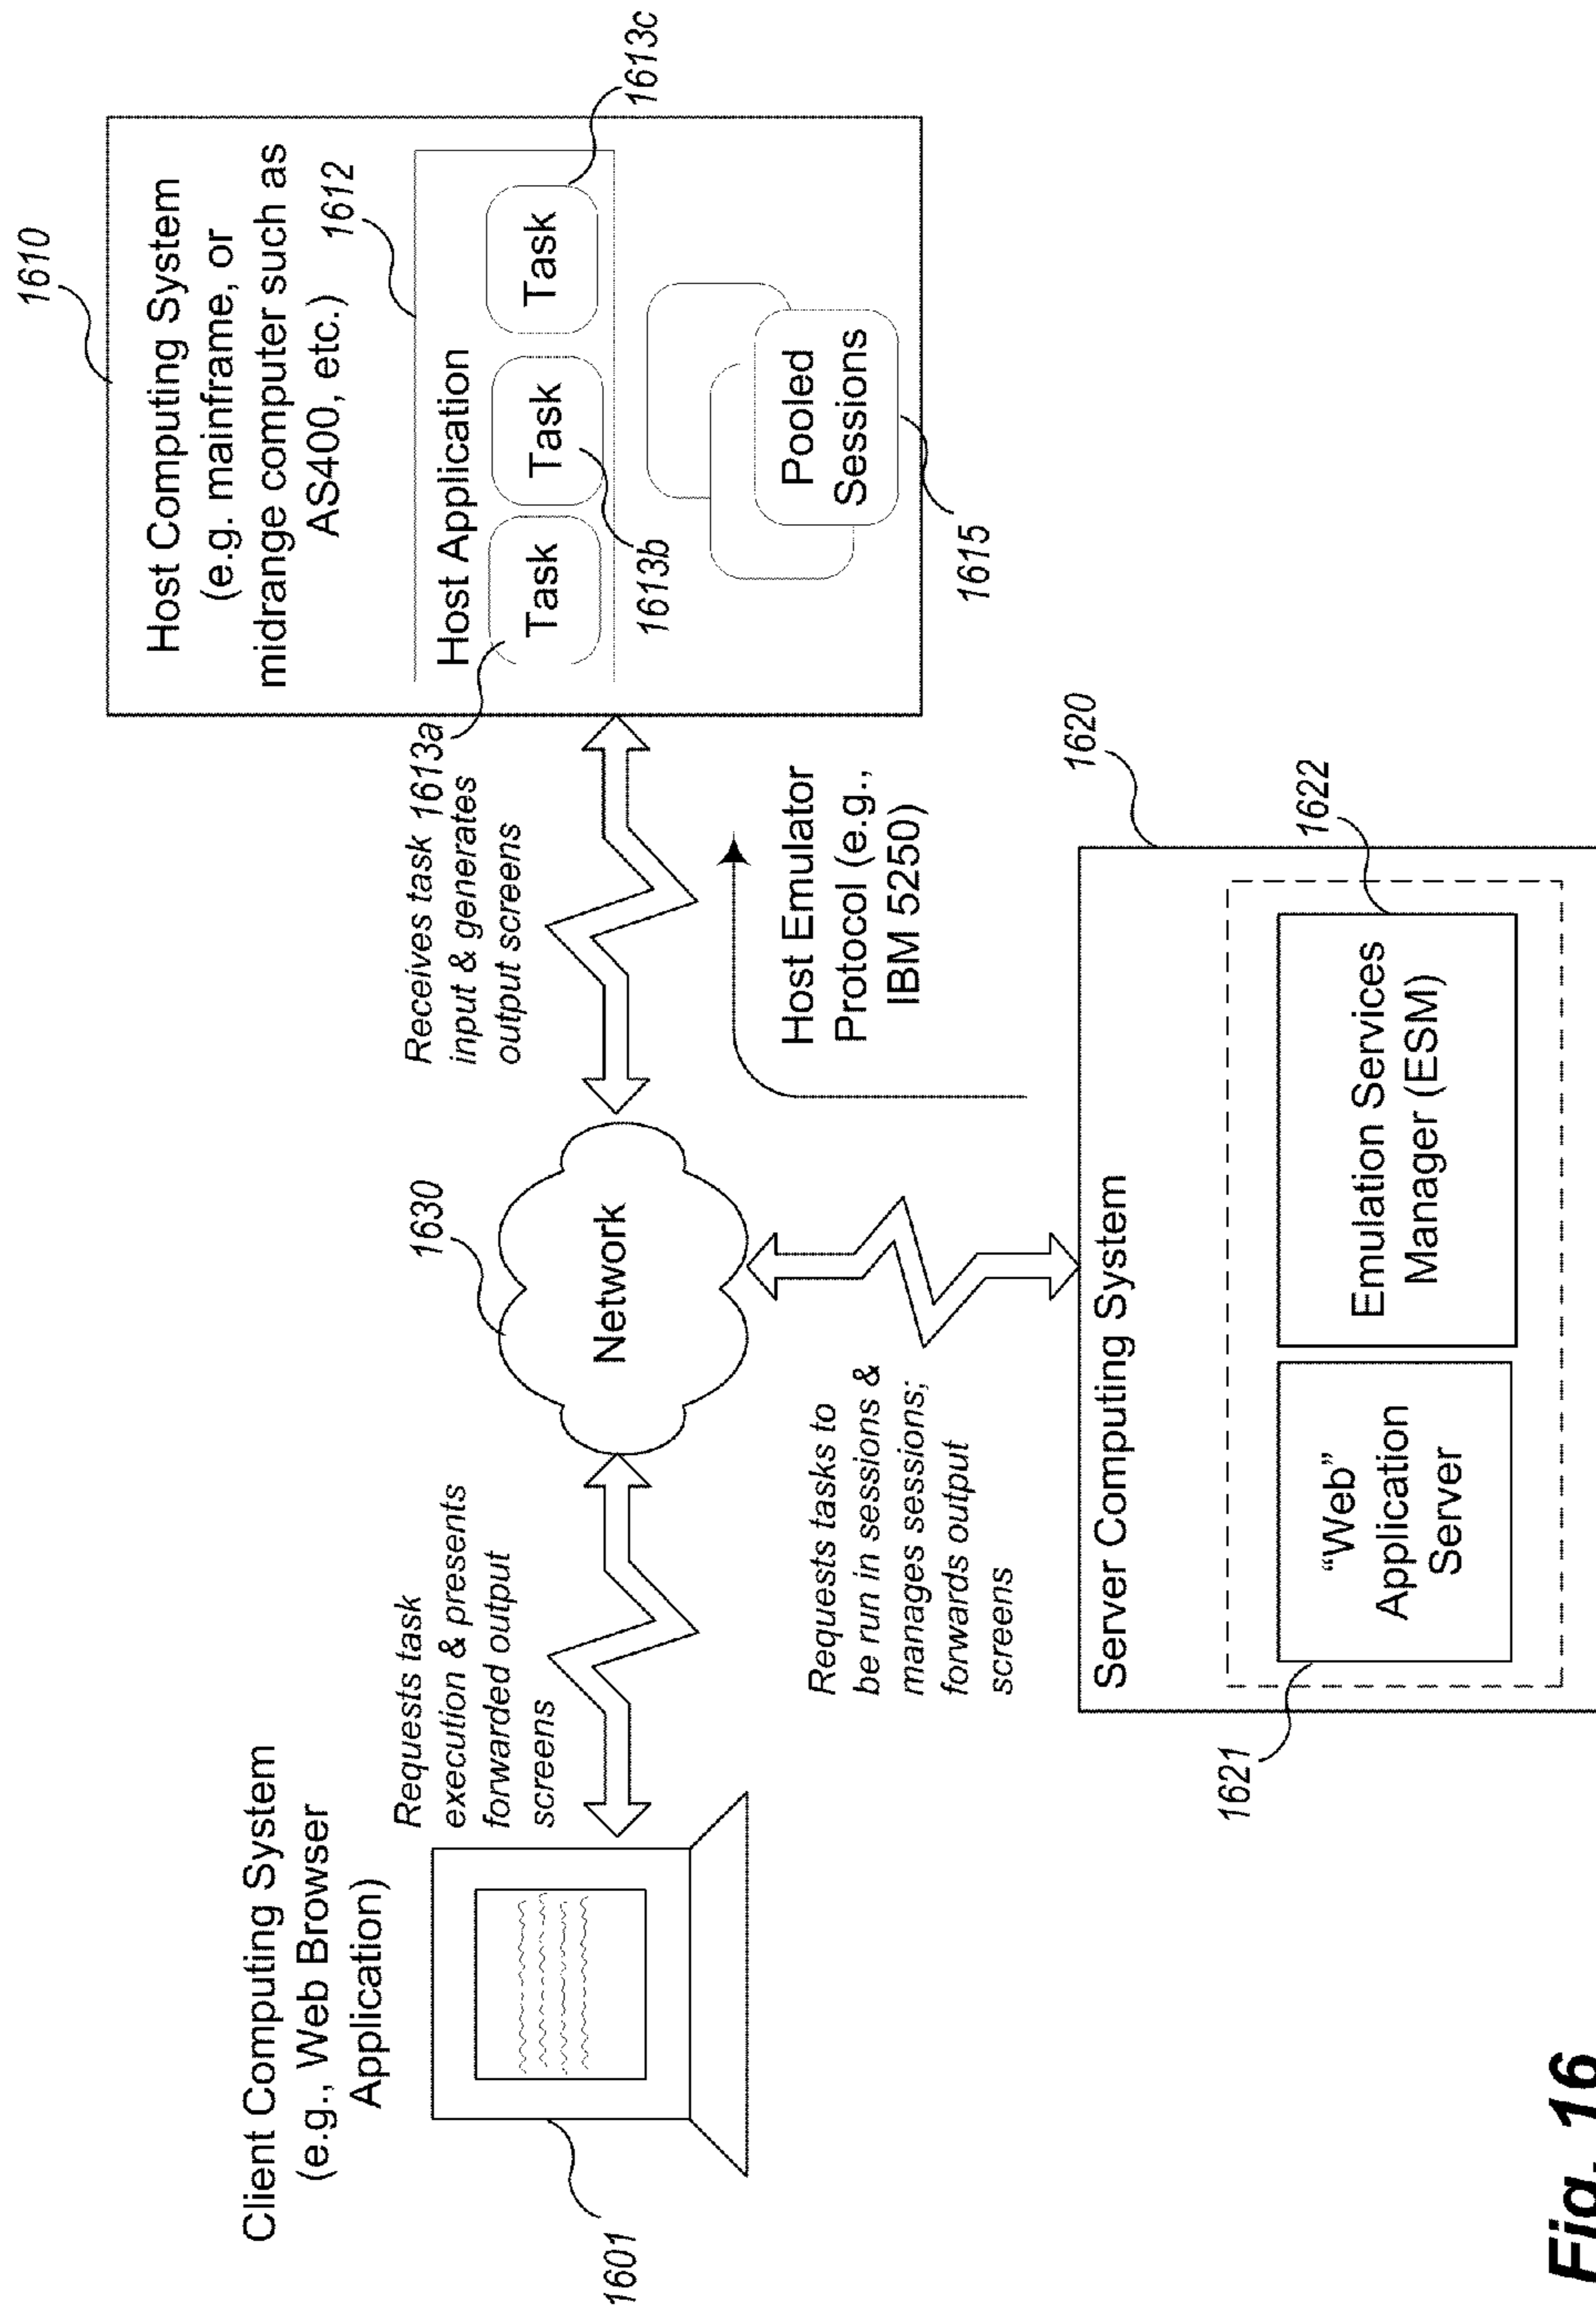 Client Computing System
(e.g., Web Browser
Application)
1601
Requests task
execution & presents
forwarded output
screens
1630
Network
Receives task
input & generates
output screens
1610
Host Computing System
(e.g. mainframe, or
midrange computer such as
AS400, etc.)
1612
Host Application
Task
Task
Task
1613a
1613b
1613c
Pooled
Sessions
1615
Host Emulator
Protocol (e.g.,
IBM 5250)
Requests tasks to
be run in sessions &
manages sessions;
forwards output
screens
1620
Server Computing System
1621
“Web”
Application
Server
1622
Emulation Services
Manager (ESM)
Fig. 16